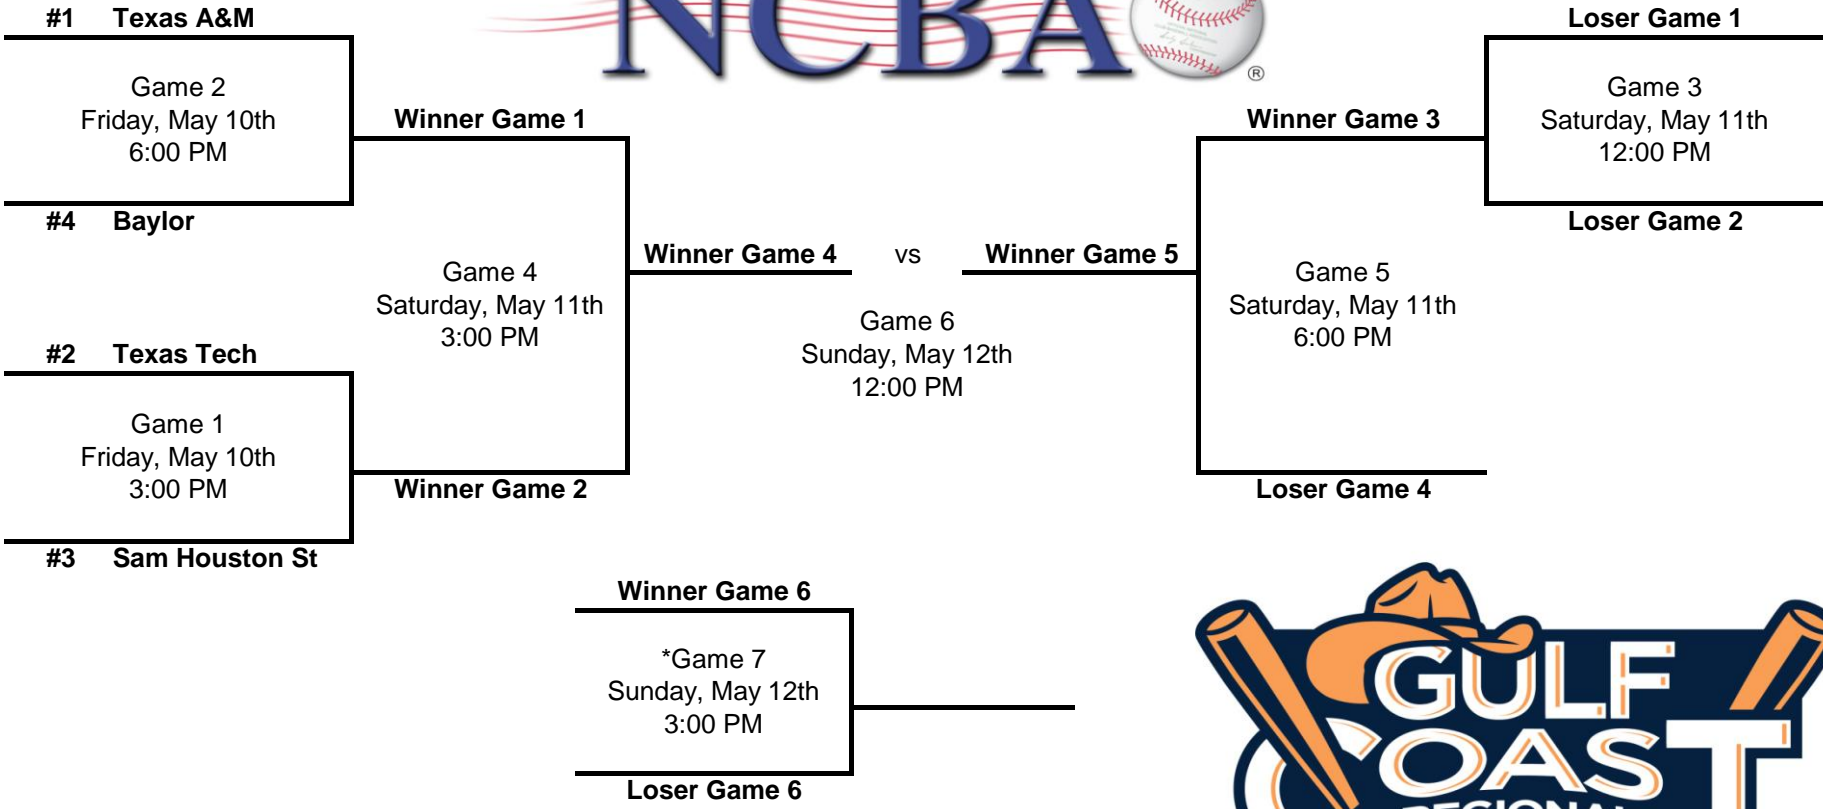 #1 Texas A&M
NCBA
®
Loser Game 1
Game 2
Friday, May 10th
6:00 PM
Winner Game 1
Winner Game 3
Game 3
Saturday, May 11th
12:00 PM
#4 Baylor
Loser Game 2
Winner Game 4 vs Winner Game 5
Game 4
Saturday, May 11th
3:00 PM
Game 5
Saturday, May 11th
6:00 PM
Game 6
Sunday, May 12th
12:00 PM
#2 Texas Tech
Game 1
Friday, May 10th
3:00 PM
Winner Game 2
Loser Game 4
#3 Sam Houston St
Winner Game 6
*Game 7
Sunday, May 12th
3:00 PM
Loser Game 6
GULF
COAST
REGIONAL